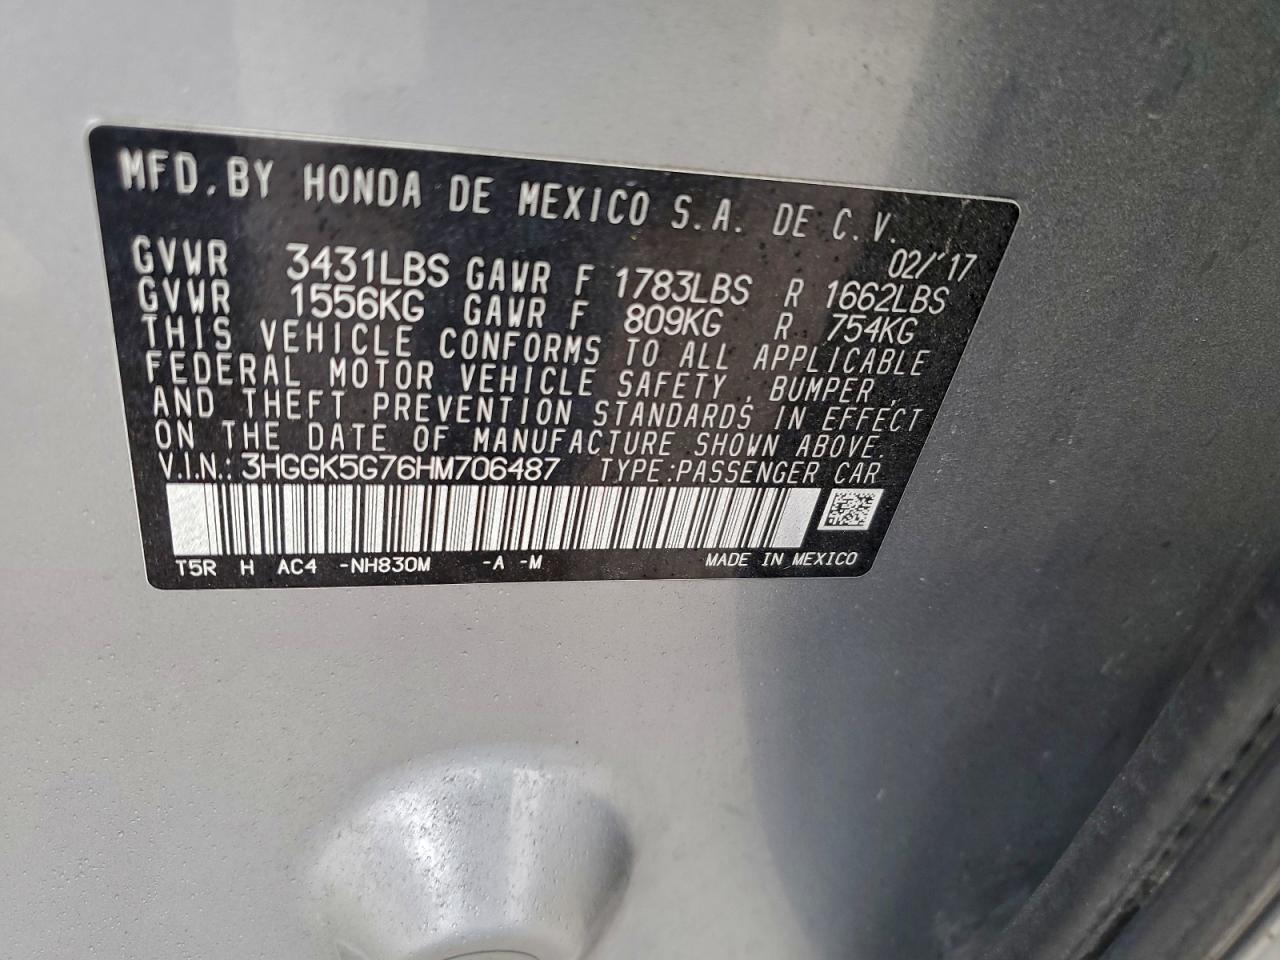 MFD. BY HONDA DE MEXICO S.A. DE C.V.
02/'17
GVWR 3431LBS GAWR F 1783LBS R 1662LBS
GVWR 1556KG GAWR F 809KG R 754KG
THIS VEHICLE CONFORMS TO ALL APPLICABLE
FEDERAL MOTOR VEHICLE SAFETY, BUMPER,
AND THEFT PREVENTION STANDARDS IN EFFECT
ON THE DATE OF MANUFACTURE SHOWN ABOVE.
V.I.N.: 3HGGK5G76HM706487 TYPE:PASSENGER CAR
T5R H AC4 -NH830M -A -M MADE IN MEXICO